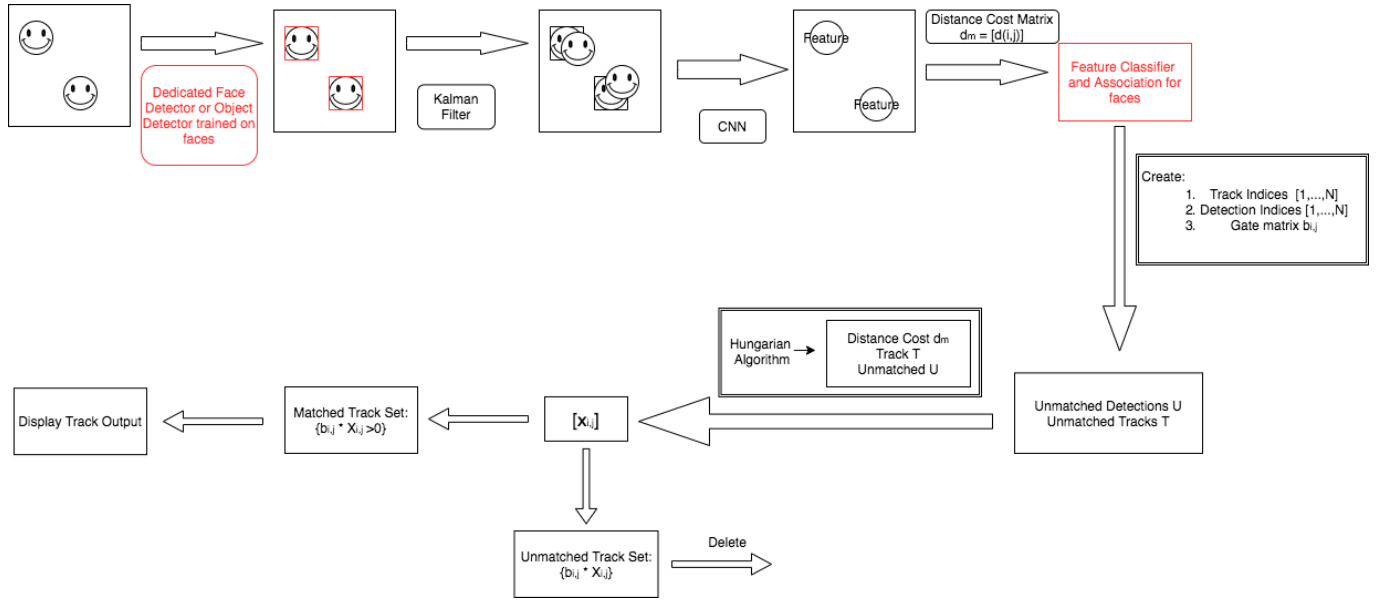 Dedicated Face
Detector or Object
Detector trained on
faces
Kalman
Filter
CNN
Feature
Feature
Distance Cost Matrix
dm = [d(i,j)]
Feature Classifier
and Association for
faces
Create:
1. Track Indices [1,...,N]
2. Detection Indices [1,...,N]
3. Gate matrix bi,j
Hungarian
Algorithm
Distance Cost dm
Track T
Unmatched U
Unmatched Detections U
Unmatched Tracks T
[xi,j]
Matched Track Set:
{bi,j * Xi,j >0}
Display Track Output
Unmatched Track Set:
{bi,j * Xi,j}
Delete